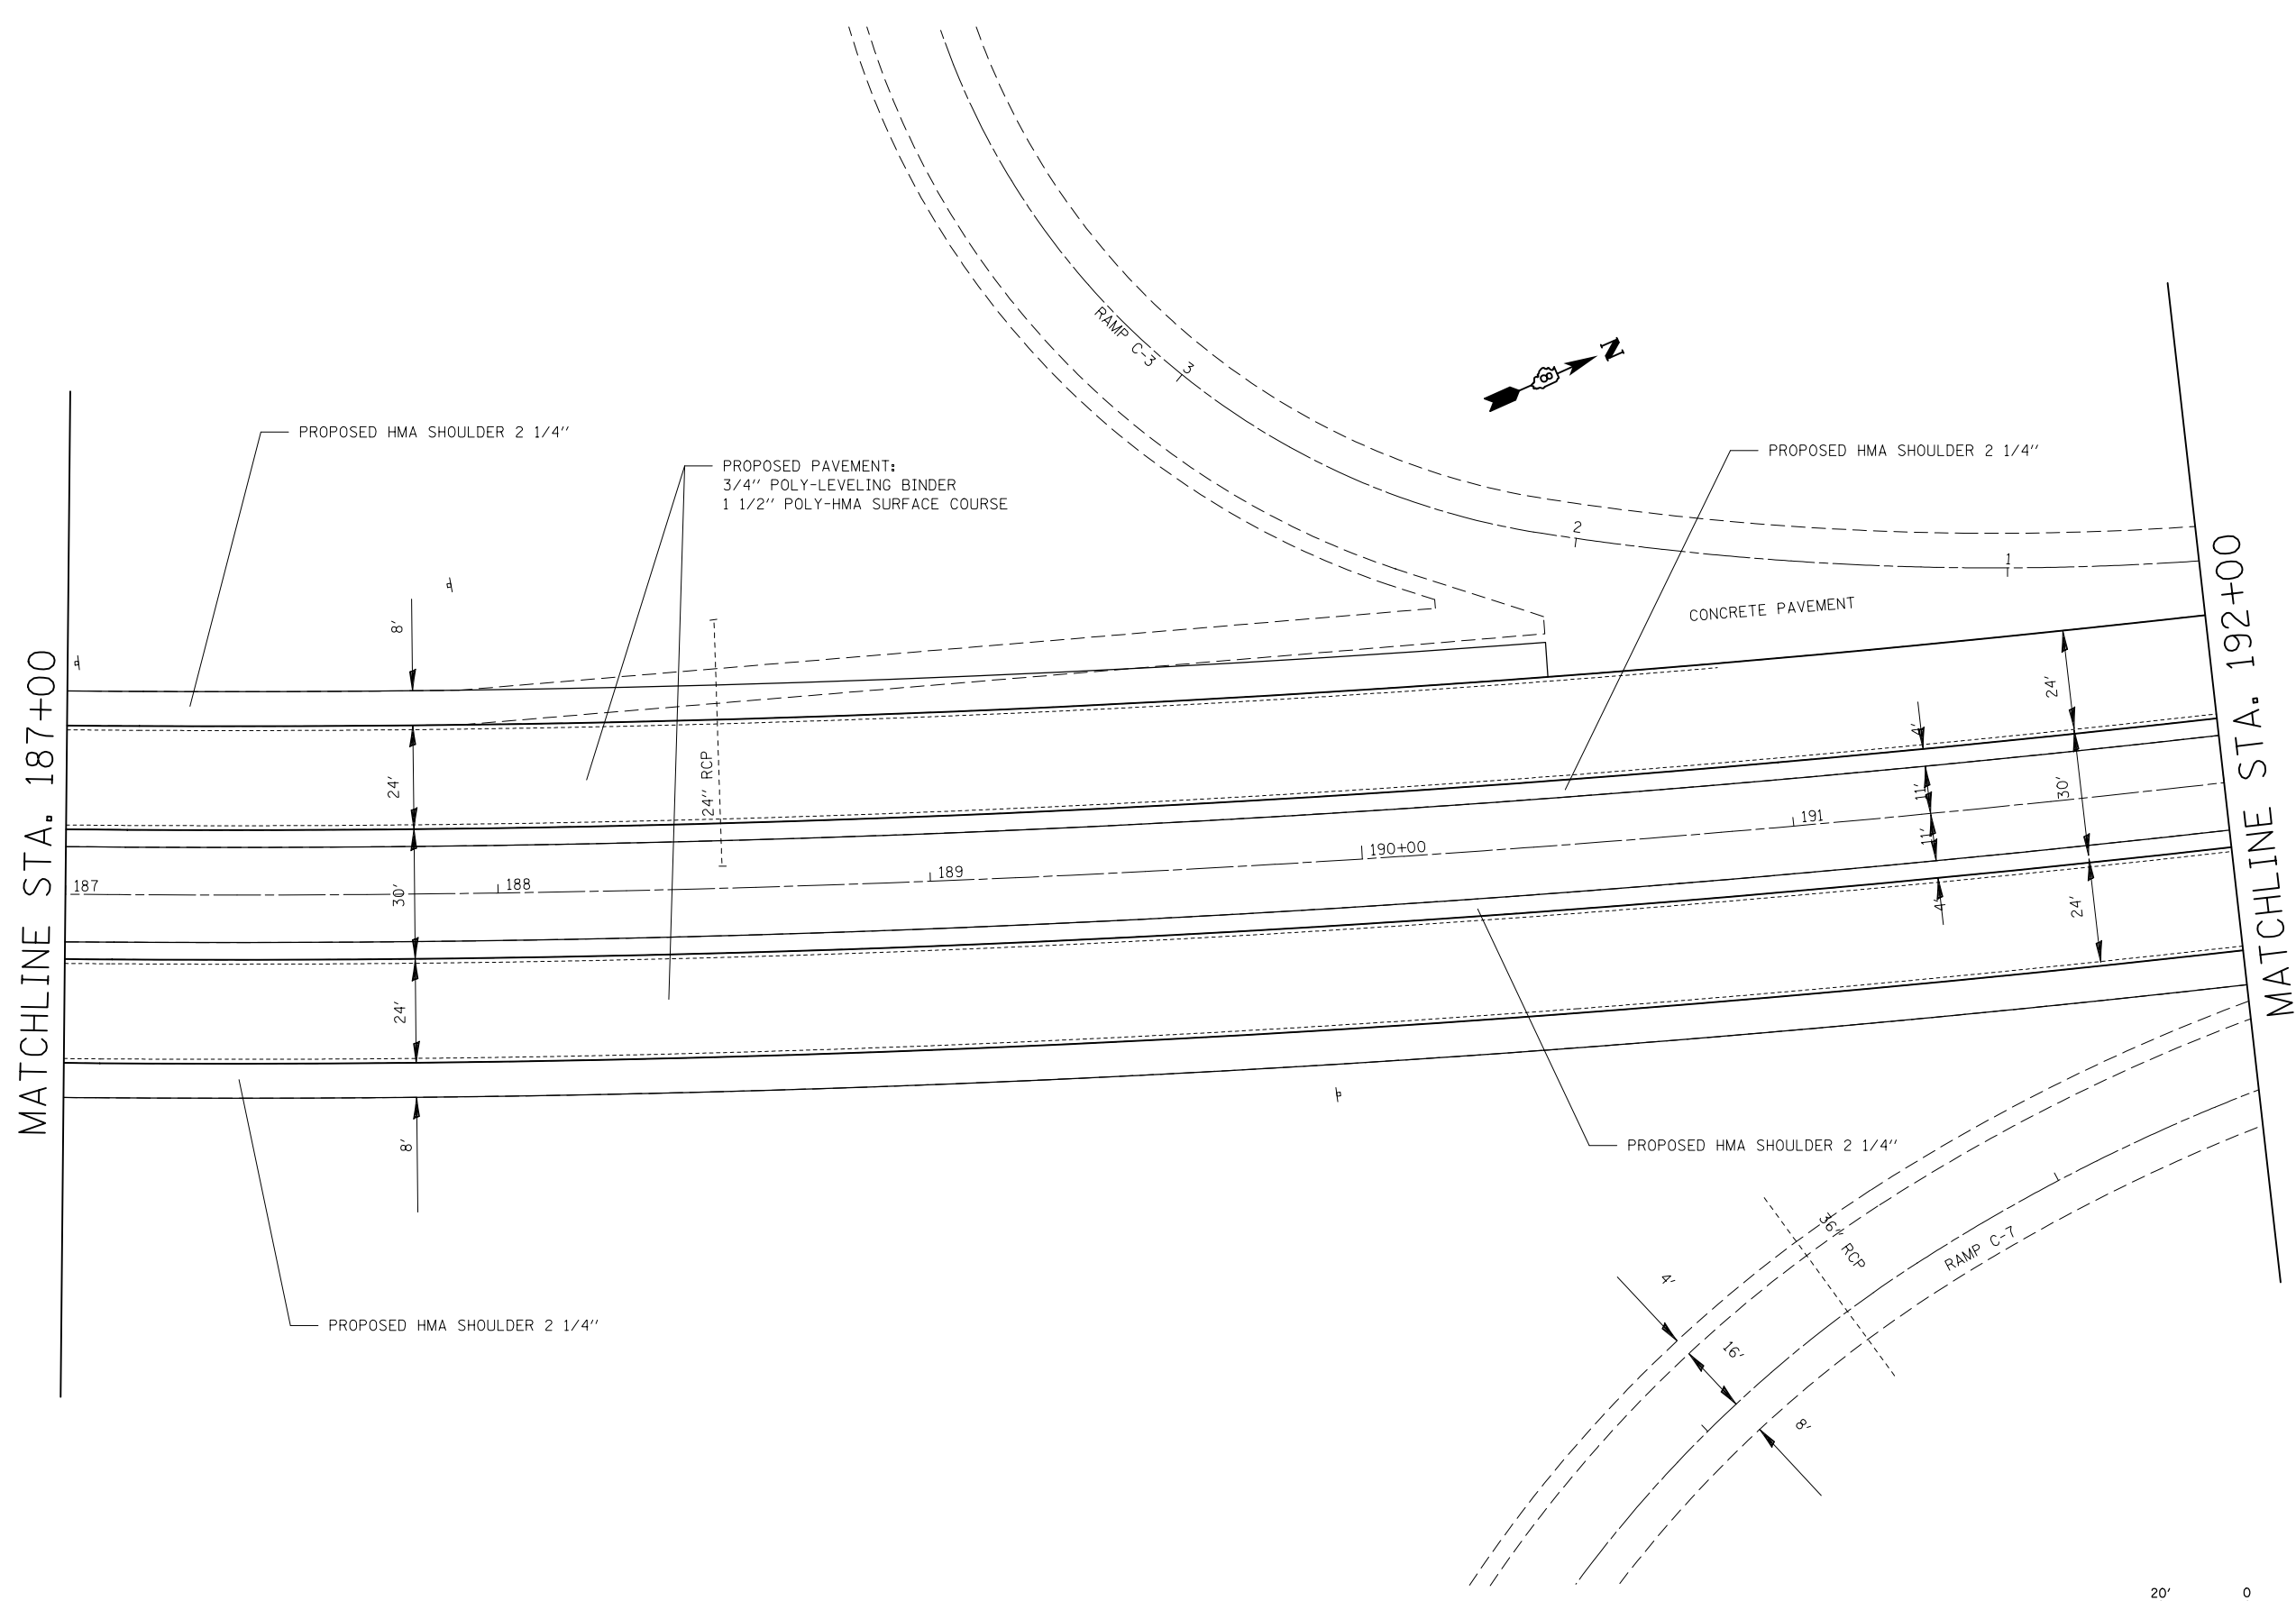 RAMP C-3
3
N
8
PROPOSED HMA SHOULDER 2 1/4"
PROPOSED HMA SHOULDER 2 1/4"
PROPOSED PAVEMENT:
3/4" POLY-LEVELING BINDER
1 1/2" POLY-HMA SURFACE COURSE
2
1
CONCRETE PAVEMENT
8'
24'
24" RCP
24'
4'
11'
30'
11'
4'
24'
187
188
189
190+00
191
30'
24'
8'
MATCHLINE STA. 187+00
MATCHLINE STA. 192+00
PROPOSED HMA SHOULDER 2 1/4"
PROPOSED HMA SHOULDER 2 1/4"
36" RCP
RAMP C-7
4'
16'
8'
20'
0